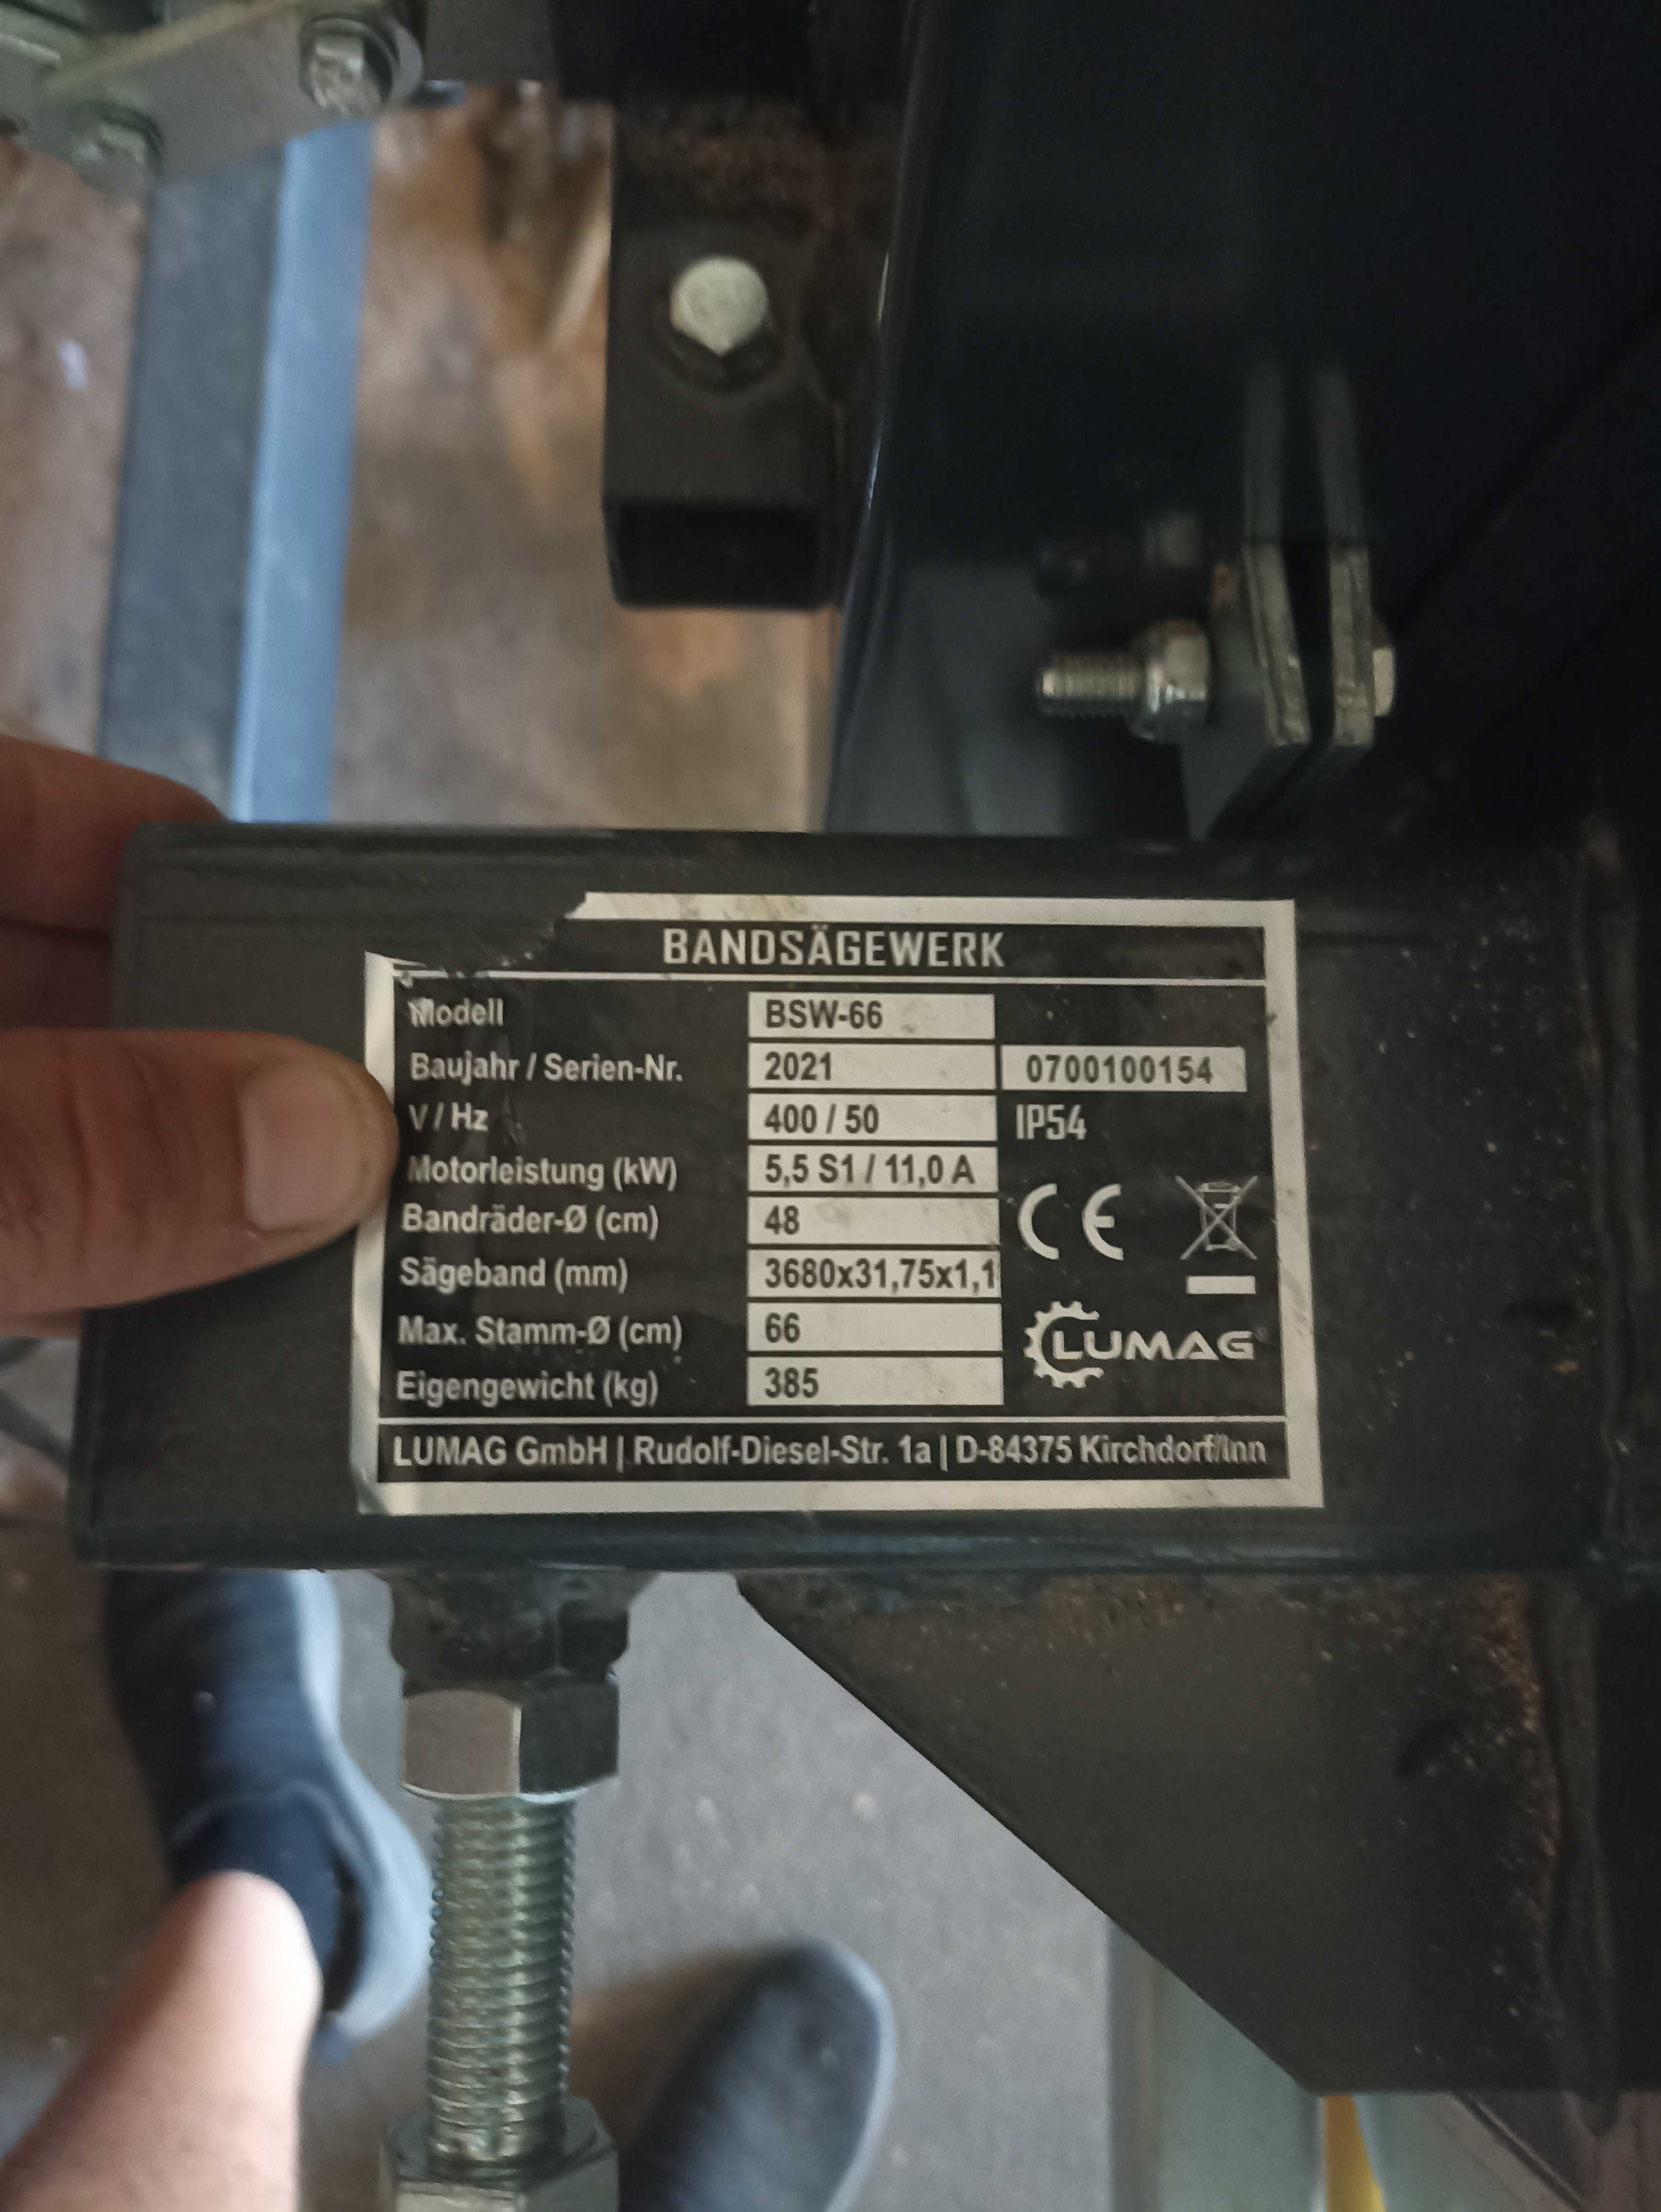 BANDSÄGEWERK
Modell BSW-66
Baujahr / Serien-Nr. 2021 0700100154
V / Hz 400 / 50 IP54
Motorleistung (kW) 5,5 S1 / 11,0 A
Bandräder-Ø (cm) 48
CE
Sägeband (mm) 3680x31,75x1,1
Max. Stamm-Ø (cm) 66
LUMAG
Eigengewicht (kg) 385
LUMAG GmbH | Rudolf-Diesel-Str. 1a | D-84375 Kirchdorf/Inn